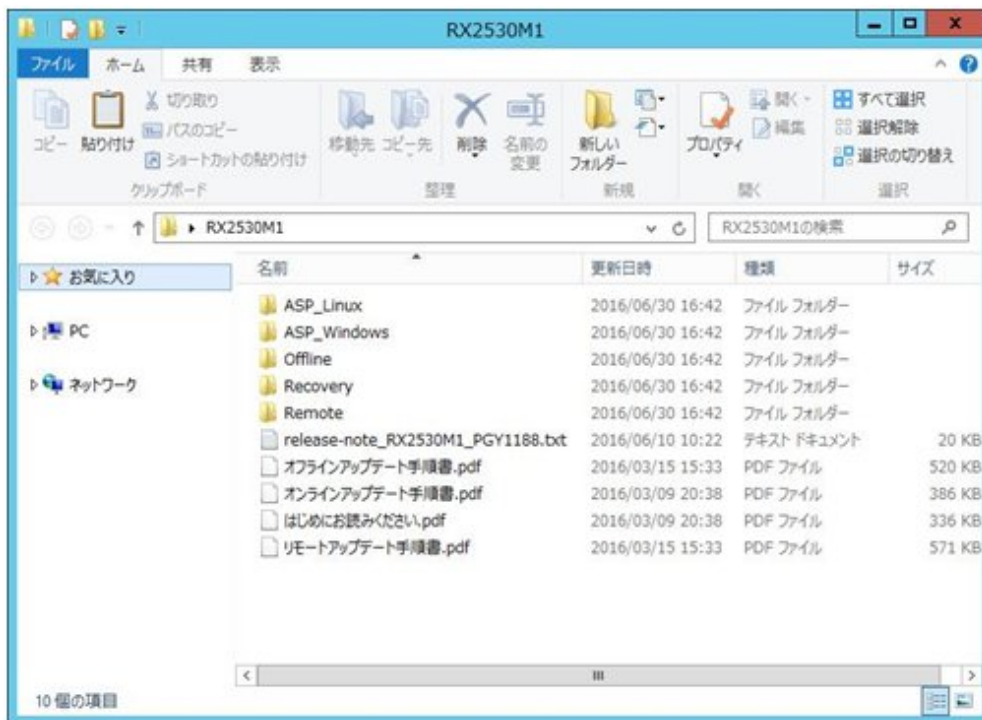 RX2530M1
ファイル ホーム 共有 表示
コピー 貼り付け 切り取り パスのコピー ショートカットの貼り付け
移動先 コピー先 削除 名前の変更
新しいフォルダー
プロパティ 開く 編集
すべて選択 選択解除 選択の切り替え
クリップボード 整理 新規 開く 選択
RX2530M1 RX2530M1の検索
名前 更新日時 種類 サイズ
お気に入り
PC
ネットワーク
ASP_Linux 2016/06/30 16:42 ファイル フォルダー
ASP_Windows 2016/06/30 16:42 ファイル フォルダー
Offline 2016/06/30 16:42 ファイル フォルダー
Recovery 2016/06/30 16:42 ファイル フォルダー
Remote 2016/06/30 16:42 ファイル フォルダー
release-note_RX2530M1_PGY1188.txt 2016/06/10 10:22 テキスト ドキュメント 20 KB
オフラインアップデート手順書.pdf 2016/03/15 15:33 PDF ファイル 520 KB
オンラインアップデート手順書.pdf 2016/03/09 20:38 PDF ファイル 386 KB
はじめにお読みください.pdf 2016/03/09 20:38 PDF ファイル 336 KB
リモートアップデート手順書.pdf 2016/03/15 15:33 PDF ファイル 571 KB
10 個の項目